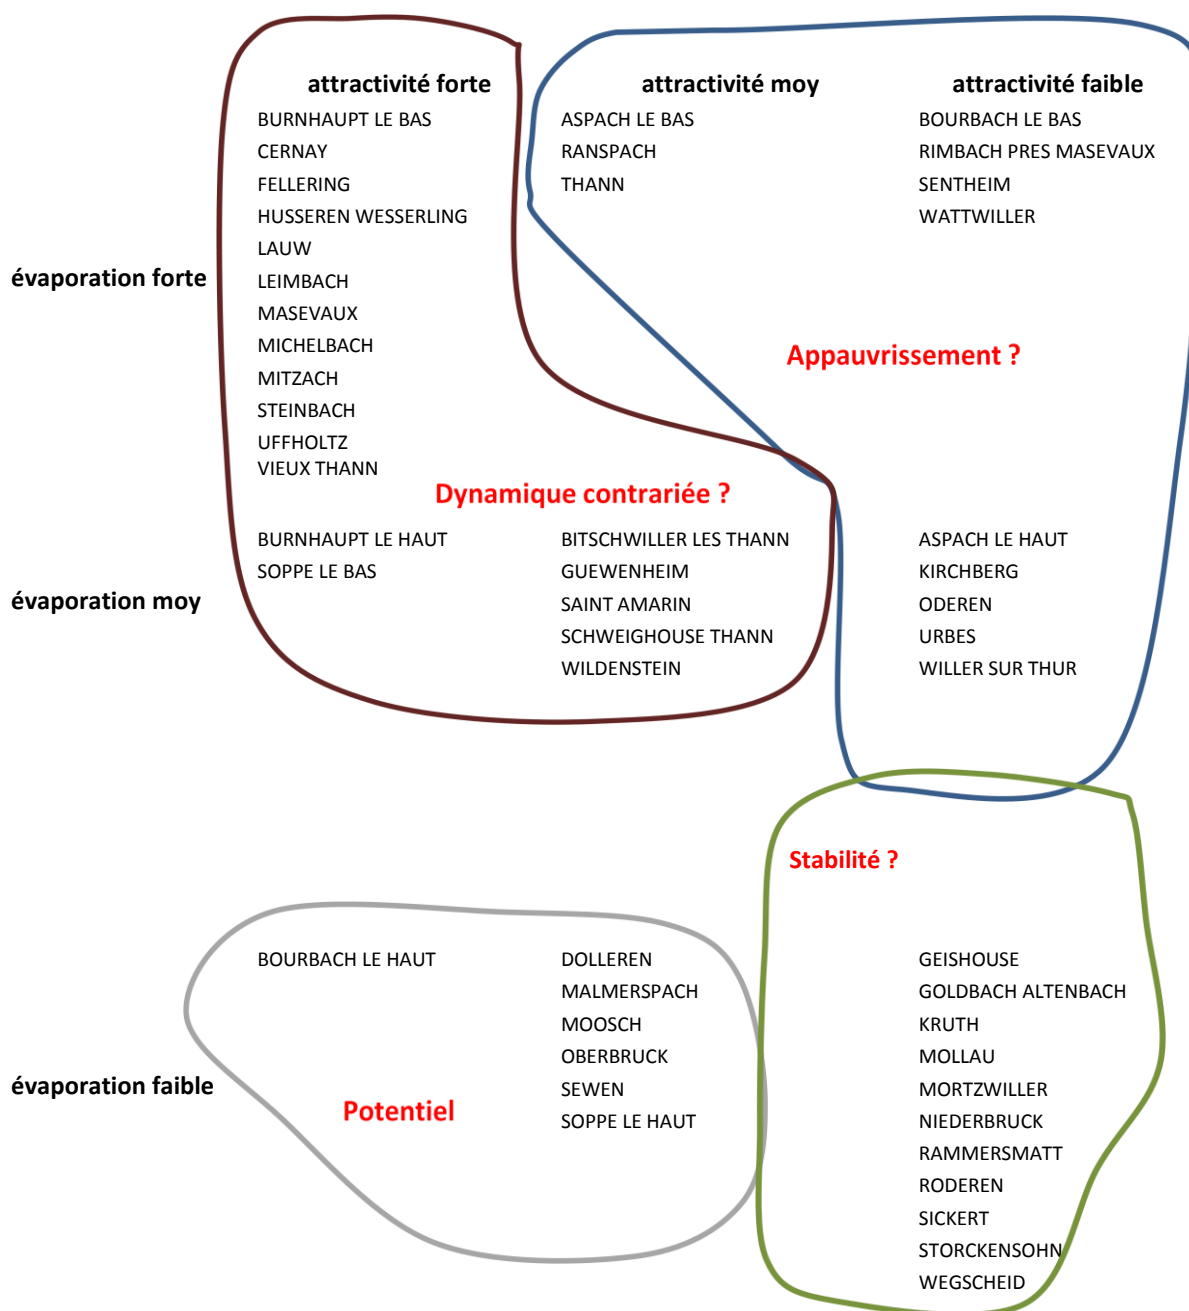 attractivité forte attractivité moy attractivité faible
BURNHAUPT LE BAS ASPACH LE BAS BOURBACH LE BAS
CERNAY RANSPACH RIMBACH PRES MASEVAUX
FELLERING THANN SENTHEIM
HUSSEREN WESSERLING WATTWILLER
LAUW
évaporation forte LEIMBACH
MASEVAUX
MICHELBACH Appauvrissement ?
MITZACH
STEINBACH
UFFHOLTZ
VIEUX THANN
Dynamique contrariée ?
BURNHAUPT LE HAUT BITSCHWILLER LES THANN ASPACH LE HAUT
SOPPE LE BAS GUEWENHEIM KIRCHBERG
évaporation moy SAINT AMARIN ODEREN
SCHWEIGHOUSE THANN URBES
WILDENSTEIN WILLER SUR THUR
Stabilité ?
BOURBACH LE HAUT DOLLEREN GEISHOUSE
MALMERSPACH GOLDBACH ALTENBACH
MOOSCH KRUTH
OBERBRUCK MOLLAU
évaporation faible SEWEN MORTZWILLER
Potentiel SOPPE LE HAUT NIEDERBRUCK
RAMMERSMATT
RODEREN
SICKERT
STORCKENSOHN
WEGSCHEID